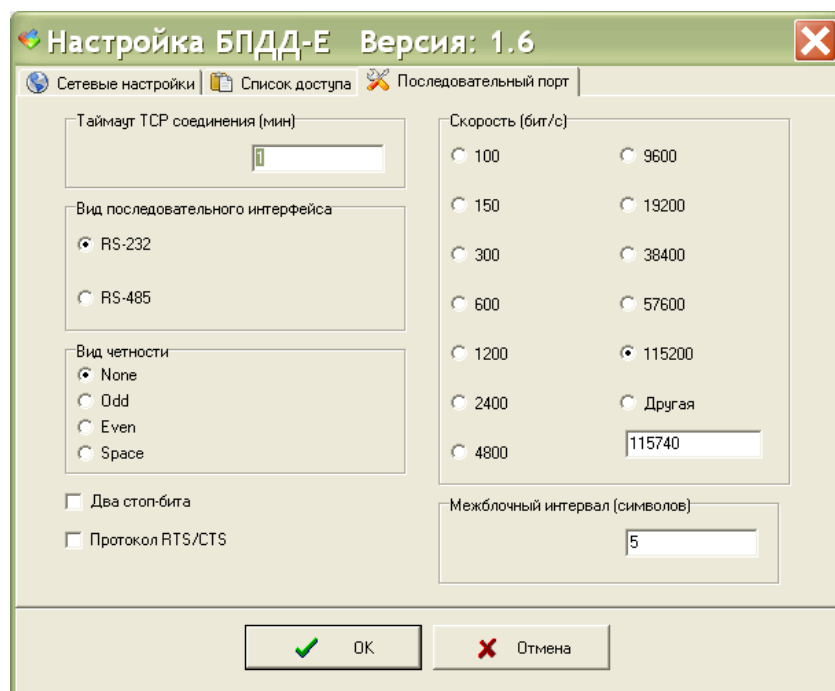 Настройка БПДД-Е Версия: 1.6
Сетевые настройки
Список доступа
Последовательный порт
Таймаут TCP соединения (мин)
1
Вид последовательного интерфейса
RS-232
RS-485
Вид четности
None
Odd
Even
Space
Два стоп-бита
Протокол RTS/CTS
Скорость (бит/с)
100
9600
150
19200
300
38400
600
57600
1200
115200
2400
Другая
4800
115740
Межблочный интервал (символов)
5
OK
Отмена